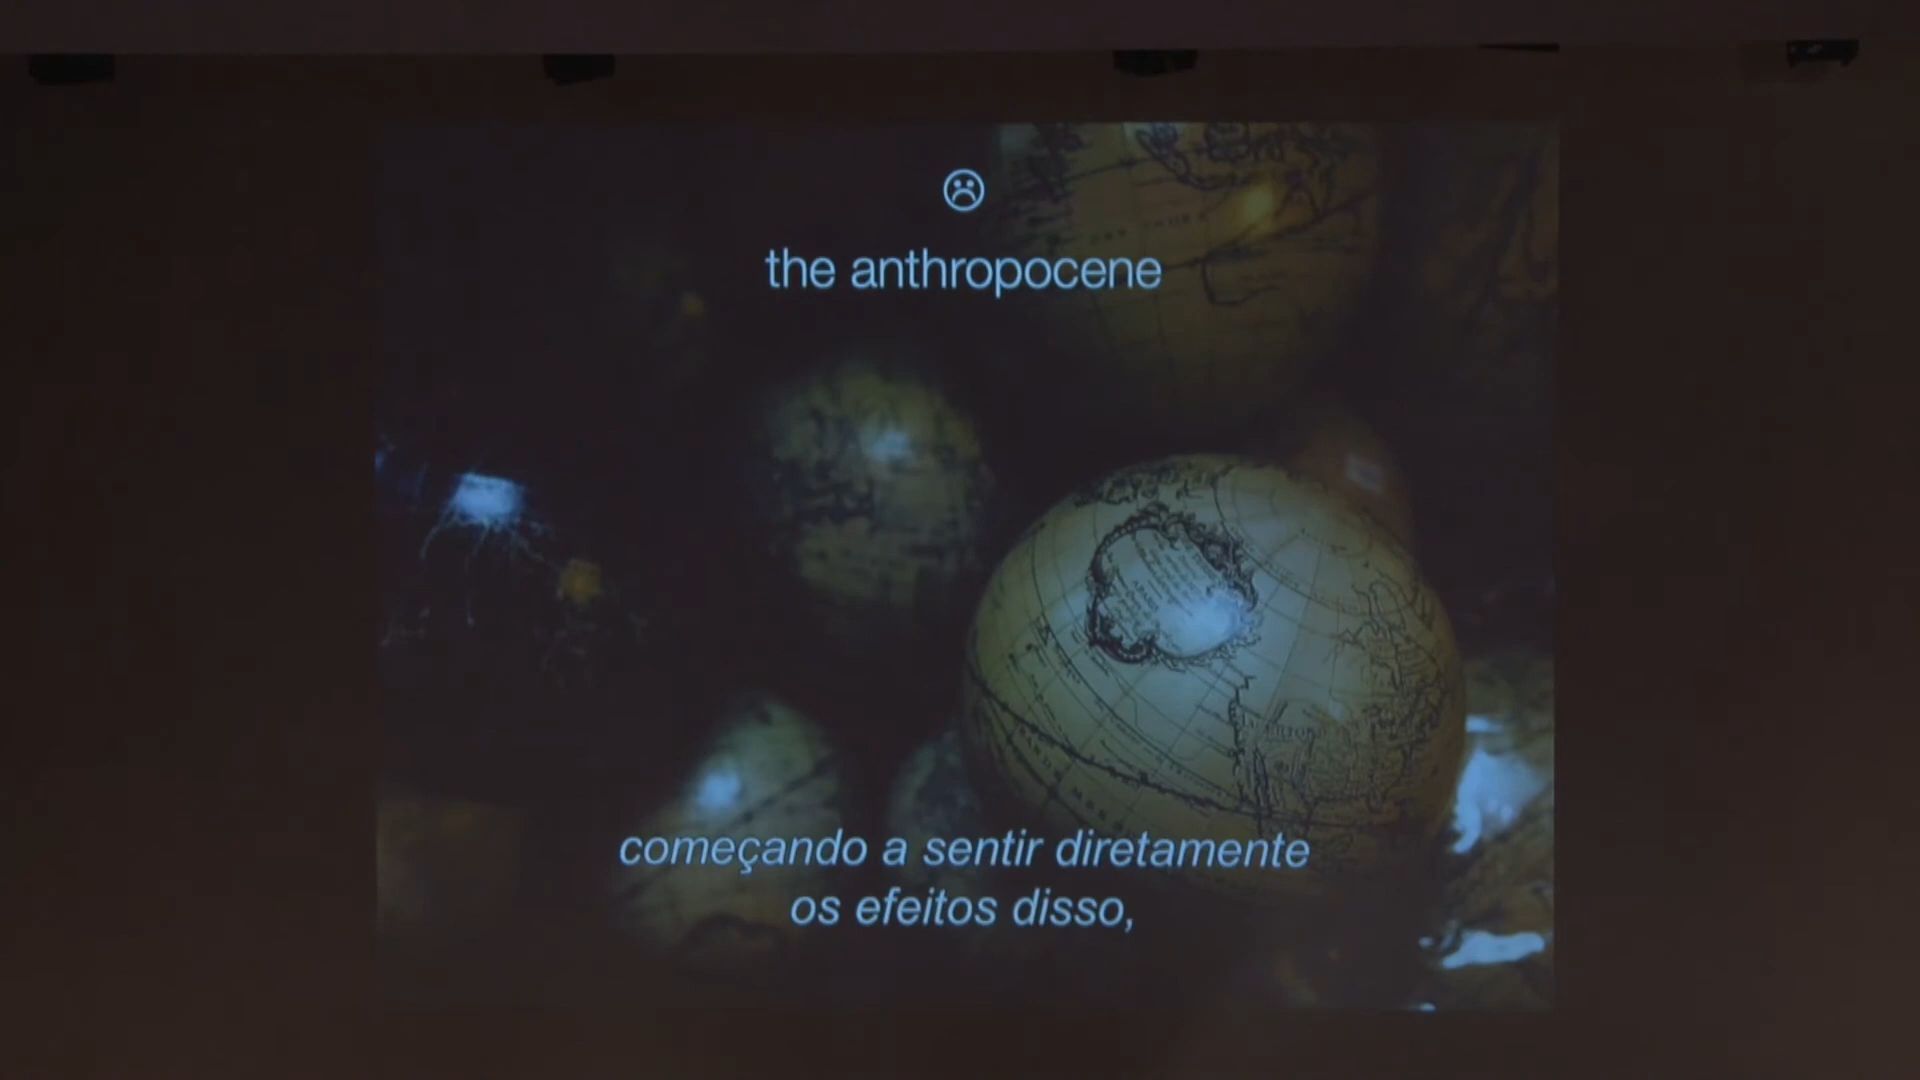 the anthropocene
começando a sentir diretamente
os efeitos disso,